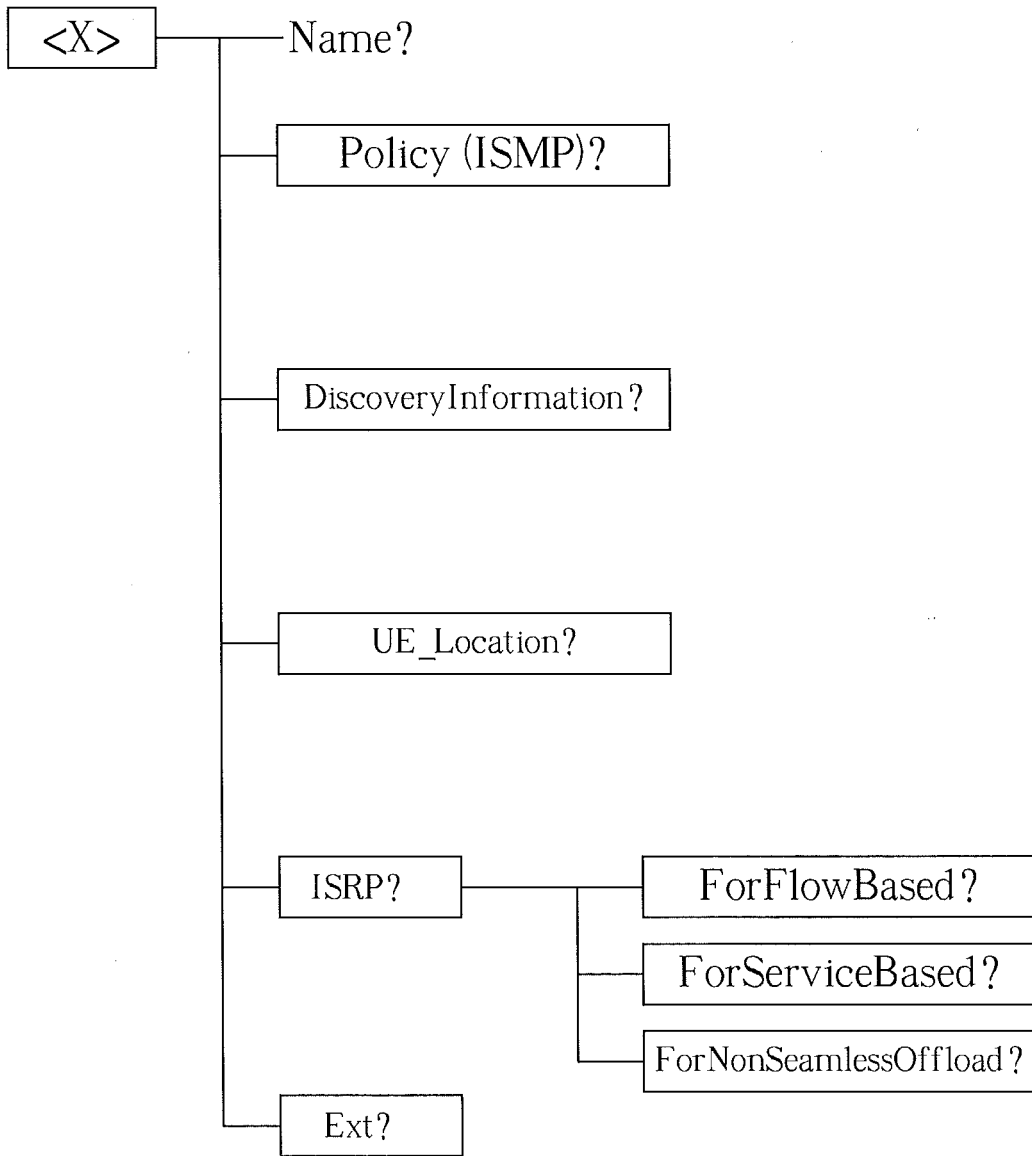 <X>
Name?
Policy (ISMP)?
DiscoveryInformation?
UE_Location?
ISRP?
ForFlowBased?
ForServiceBased?
ForNonSeamlessOffload?
Ext?